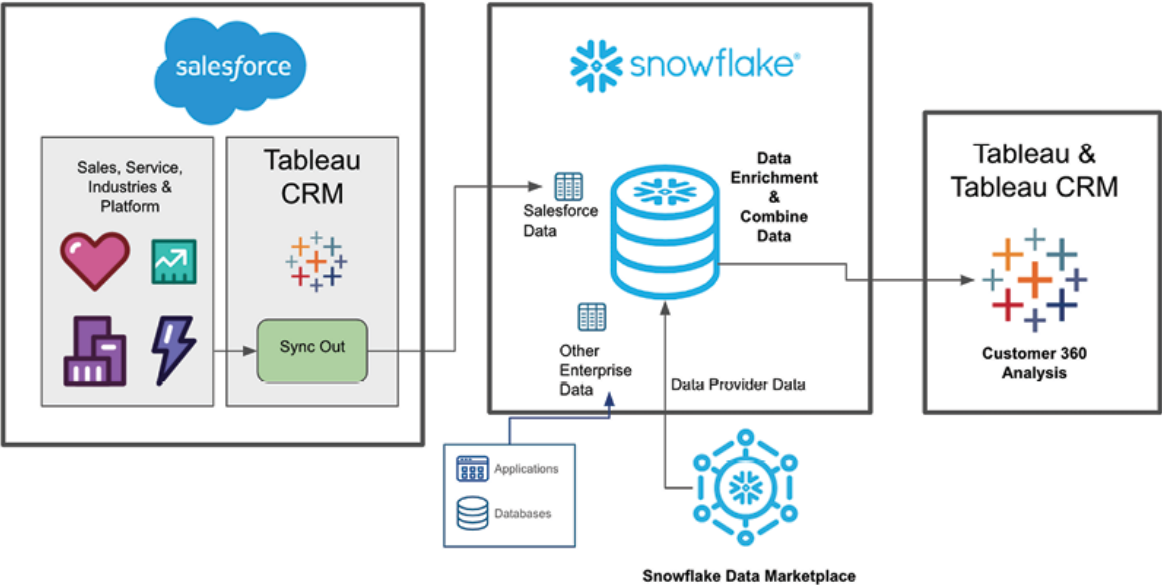 salesforce
Sales, Service,
Industries &
Platform
Tableau
CRM
Sync Out
snowflake®
Salesforce
Data
Data
Enrichment
&
Combine
Data
Other
Enterprise
Data
Data Provider Data
Applications
Databases
Snowflake Data Marketplace
Tableau &
Tableau CRM
Customer 360
Analysis